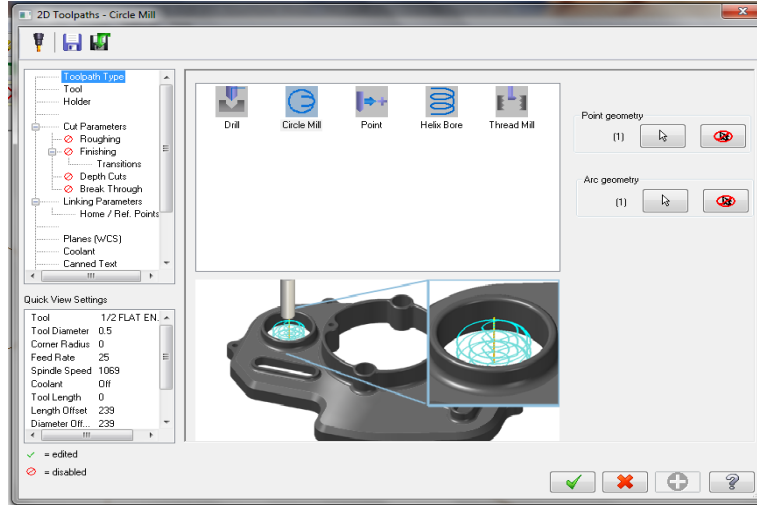 2D Toolpaths - Circle Mill
Toolpath Type
Tool
Holder
Cut Parameters
Roughing
Finishing
Transitions
Depth Cuts
Break Through
Linking Parameters
Home / Ref. Points
Planes (WCS)
Coolant
Canned Text
Drill Circle Mill Point Helix Bore Thread Mill
Point geometry
(1)
Arc geometry
(1)
Quick View Settings
Tool 1/2 FLAT EN.
Tool Diameter 0.5
Corner Radius 0
Feed Rate 25
Spindle Speed 1069
Coolant Off
Tool Length 0
Length Offset 239
Diameter Off... 239
= edited
= disabled